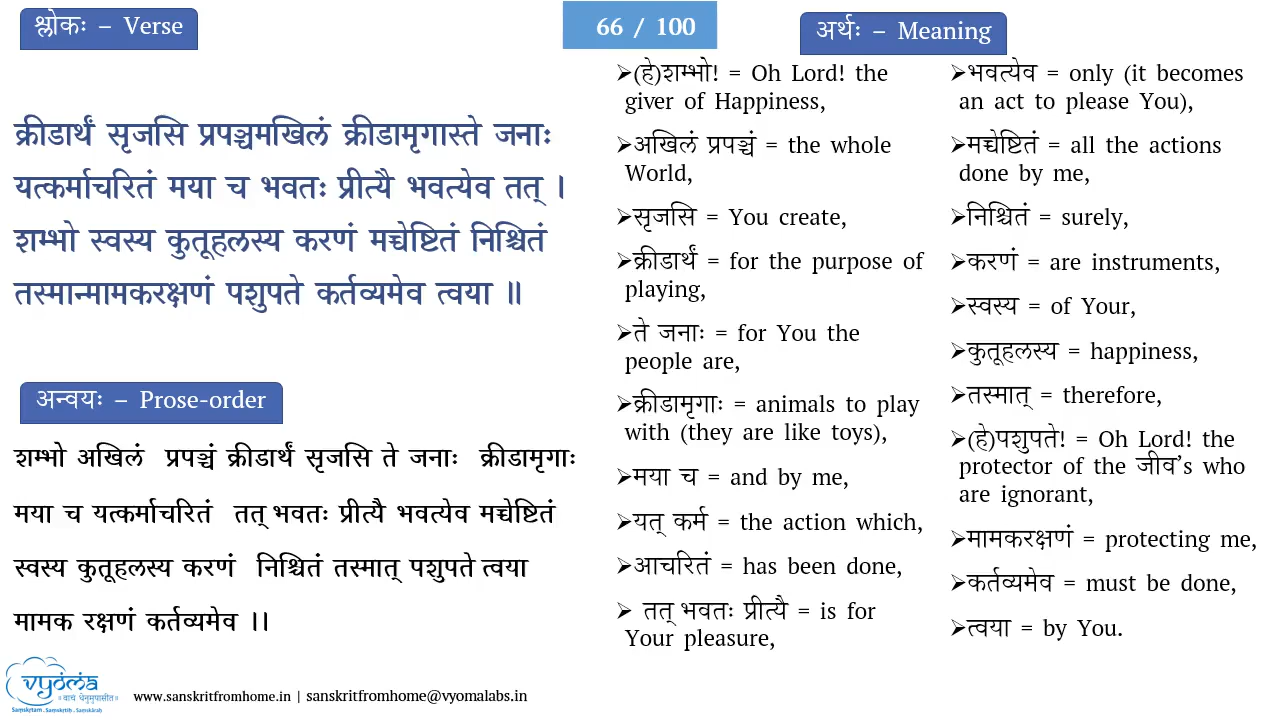 श्लोकः – Verse
66 / 100
अर्थः – Meaning
क्रीडार्थं सृजसि प्रपञ्चमखिलं क्रीडामृगास्ते जनाः
यत्कर्माचरितं मया च भवतः प्रीत्यै भवत्येव तत् ।
शम्भो स्वस्य कुतूहलस्य करणं मच्चेष्टितं निश्चितं
तस्मान्मामकरक्षणं पशुपते कर्तव्यमेव त्वया ॥
अन्वयः – Prose-order
शम्भो अखिलं प्रपञ्चं क्रीडार्थं सृजसि ते जनाः क्रीडामृगाः
मया च यत्कर्माचरितं तत् भवतः प्रीत्यै भवत्येव मच्चेष्टितं
स्वस्य कुतूहलस्य करणं निश्चितं तस्मात् पशुपते त्वया
मामक रक्षणं कर्तव्यमेव ।।
➢(हे)शम्भो! = Oh Lord! the
giver of Happiness,
➢अखिलं प्रपञ्चं = the whole
World,
➢सृजसि = You create,
➢क्रीडार्थं = for the purpose of
playing,
➢ते जनाः = for You the
people are,
➢क्रीडामृगाः = animals to play
with (they are like toys),
➢मया च = and by me,
➢यत् कर्म = the action which,
➢आचरितं = has been done,
➢ तत् भवतः प्रीत्यै = is for
Your pleasure,
➢भवत्येव = only (it becomes
an act to please You),
➢मच्चेष्टितं = all the actions
done by me,
➢निश्चितं = surely,
➢करणं = are instruments,
➢स्वस्य = of Your,
➢कुतूहलस्य = happiness,
➢तस्मात् = therefore,
➢(हे)पशुपते! = Oh Lord! the
protector of the जीव’s who
are ignorant,
➢मामकरक्षणं = protecting me,
➢कर्तव्यमेव = must be done,
➢त्वया = by You.
vyoma
॥ वाचं धेनुमुपासीत॥
Samskrtam . Samskrtih . Samskārah
www.sanskritfromhome.in | sanskritfromhome@vyomalabs.in